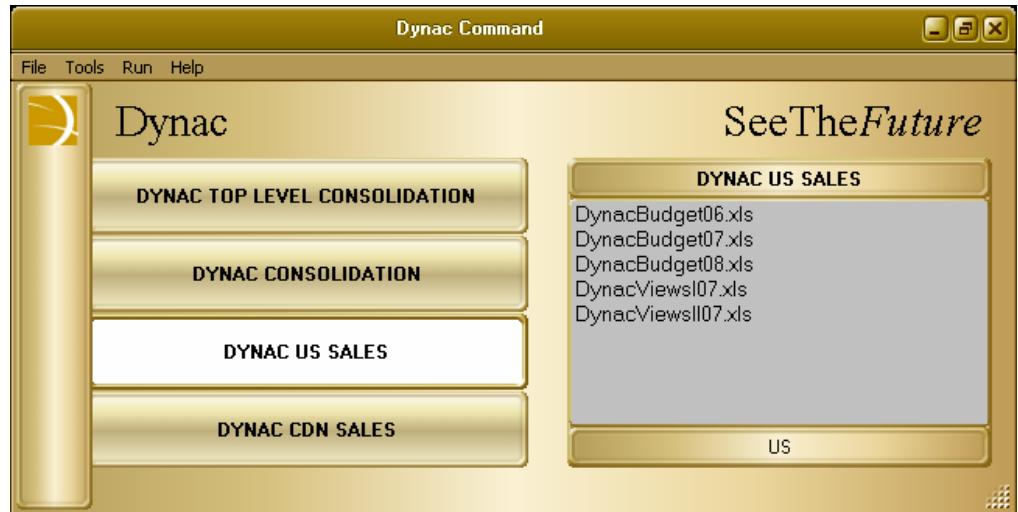 Dynac Command
File Tools Run Help
Dynac
SeeTheFuture
DYNAC TOP LEVEL CONSOLIDATION
DYNAC CONSOLIDATION
DYNAC US SALES
DYNAC CDN SALES
DYNAC US SALES
DynacBudget06.xls
DynacBudget07.xls
DynacBudget08.xls
DynacViewsI07.xls
DynacViewsII07.xls
US